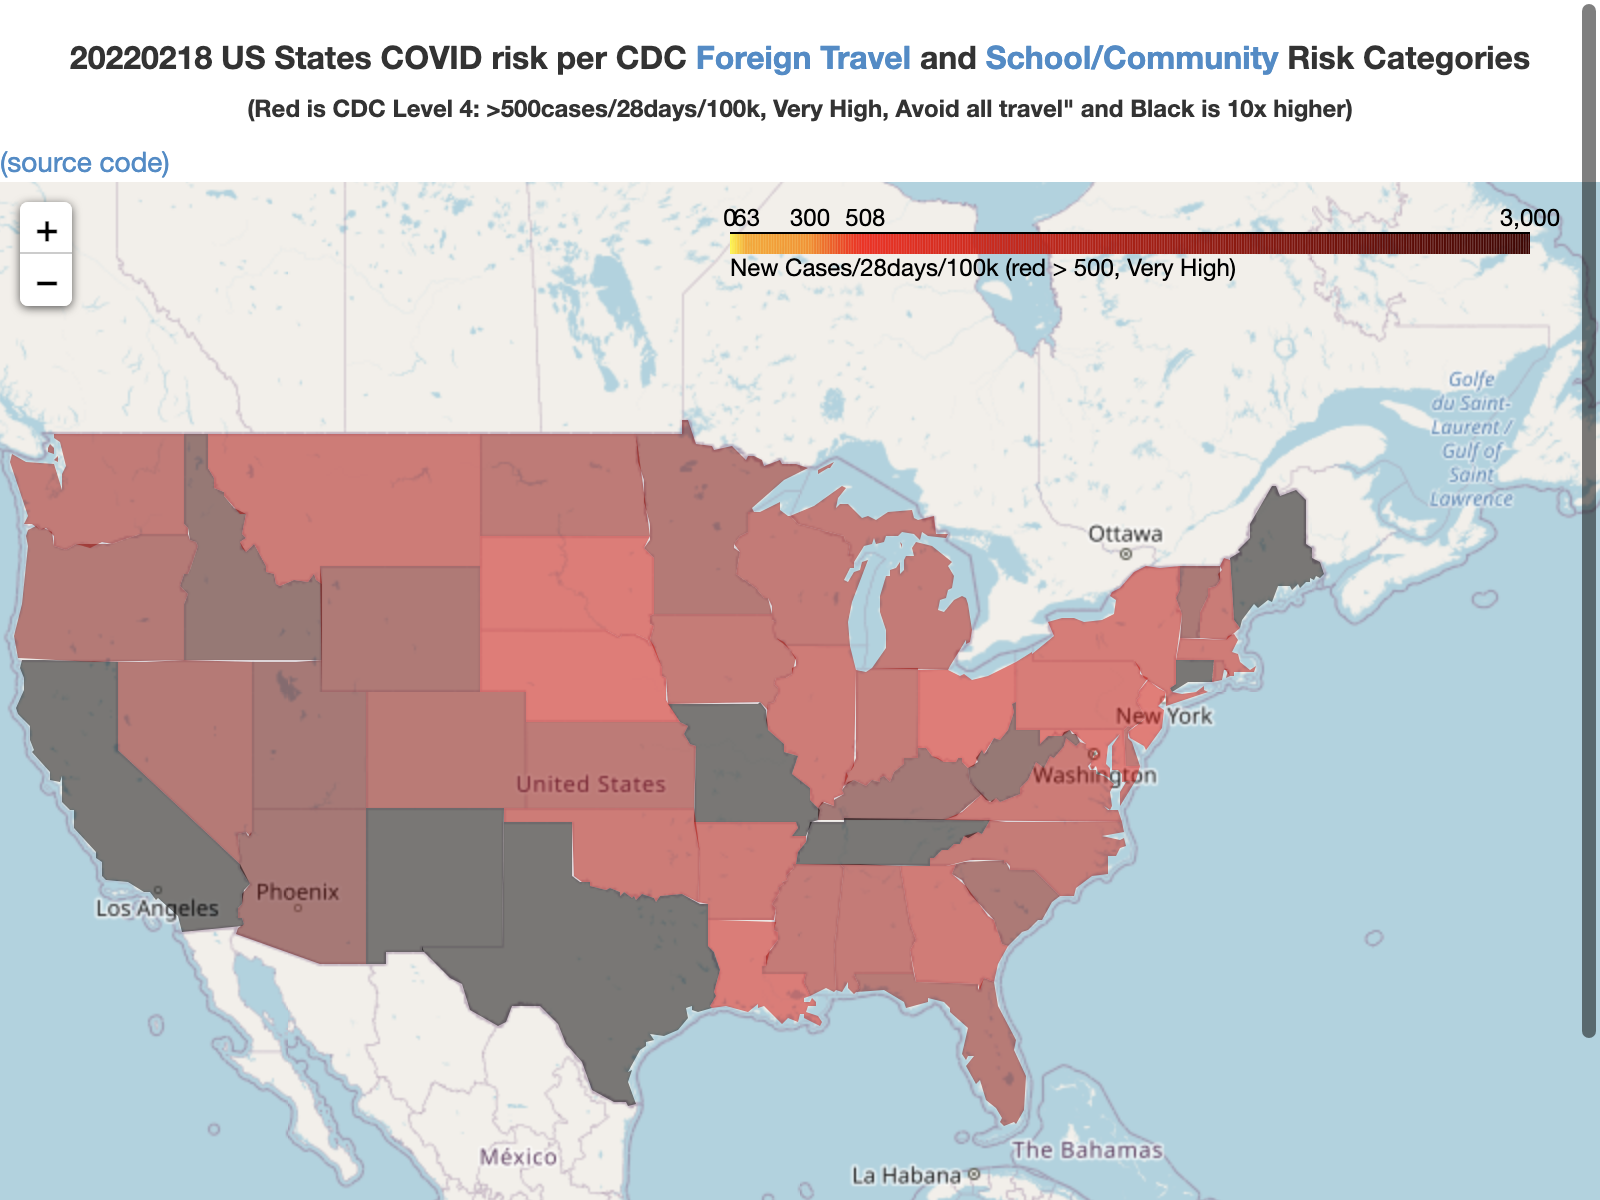 20220218 US States COVID risk per CDC Foreign Travel and School/Community Risk Categories
(Red is CDC Level 4: >500cases/28days/100k, Very High, Avoid all travel" and Black is 10x higher)
(source code)
+
−
0 63 300 508 3,000
New Cases/28days/100k (red > 500, Very High)
Golfe
du Saint-
Laurent /
Gulf of
Saint
Lawrence
Ottawa
New York
Washington
United States
Phoenix
Los Angeles
México
The Bahamas
La Habana